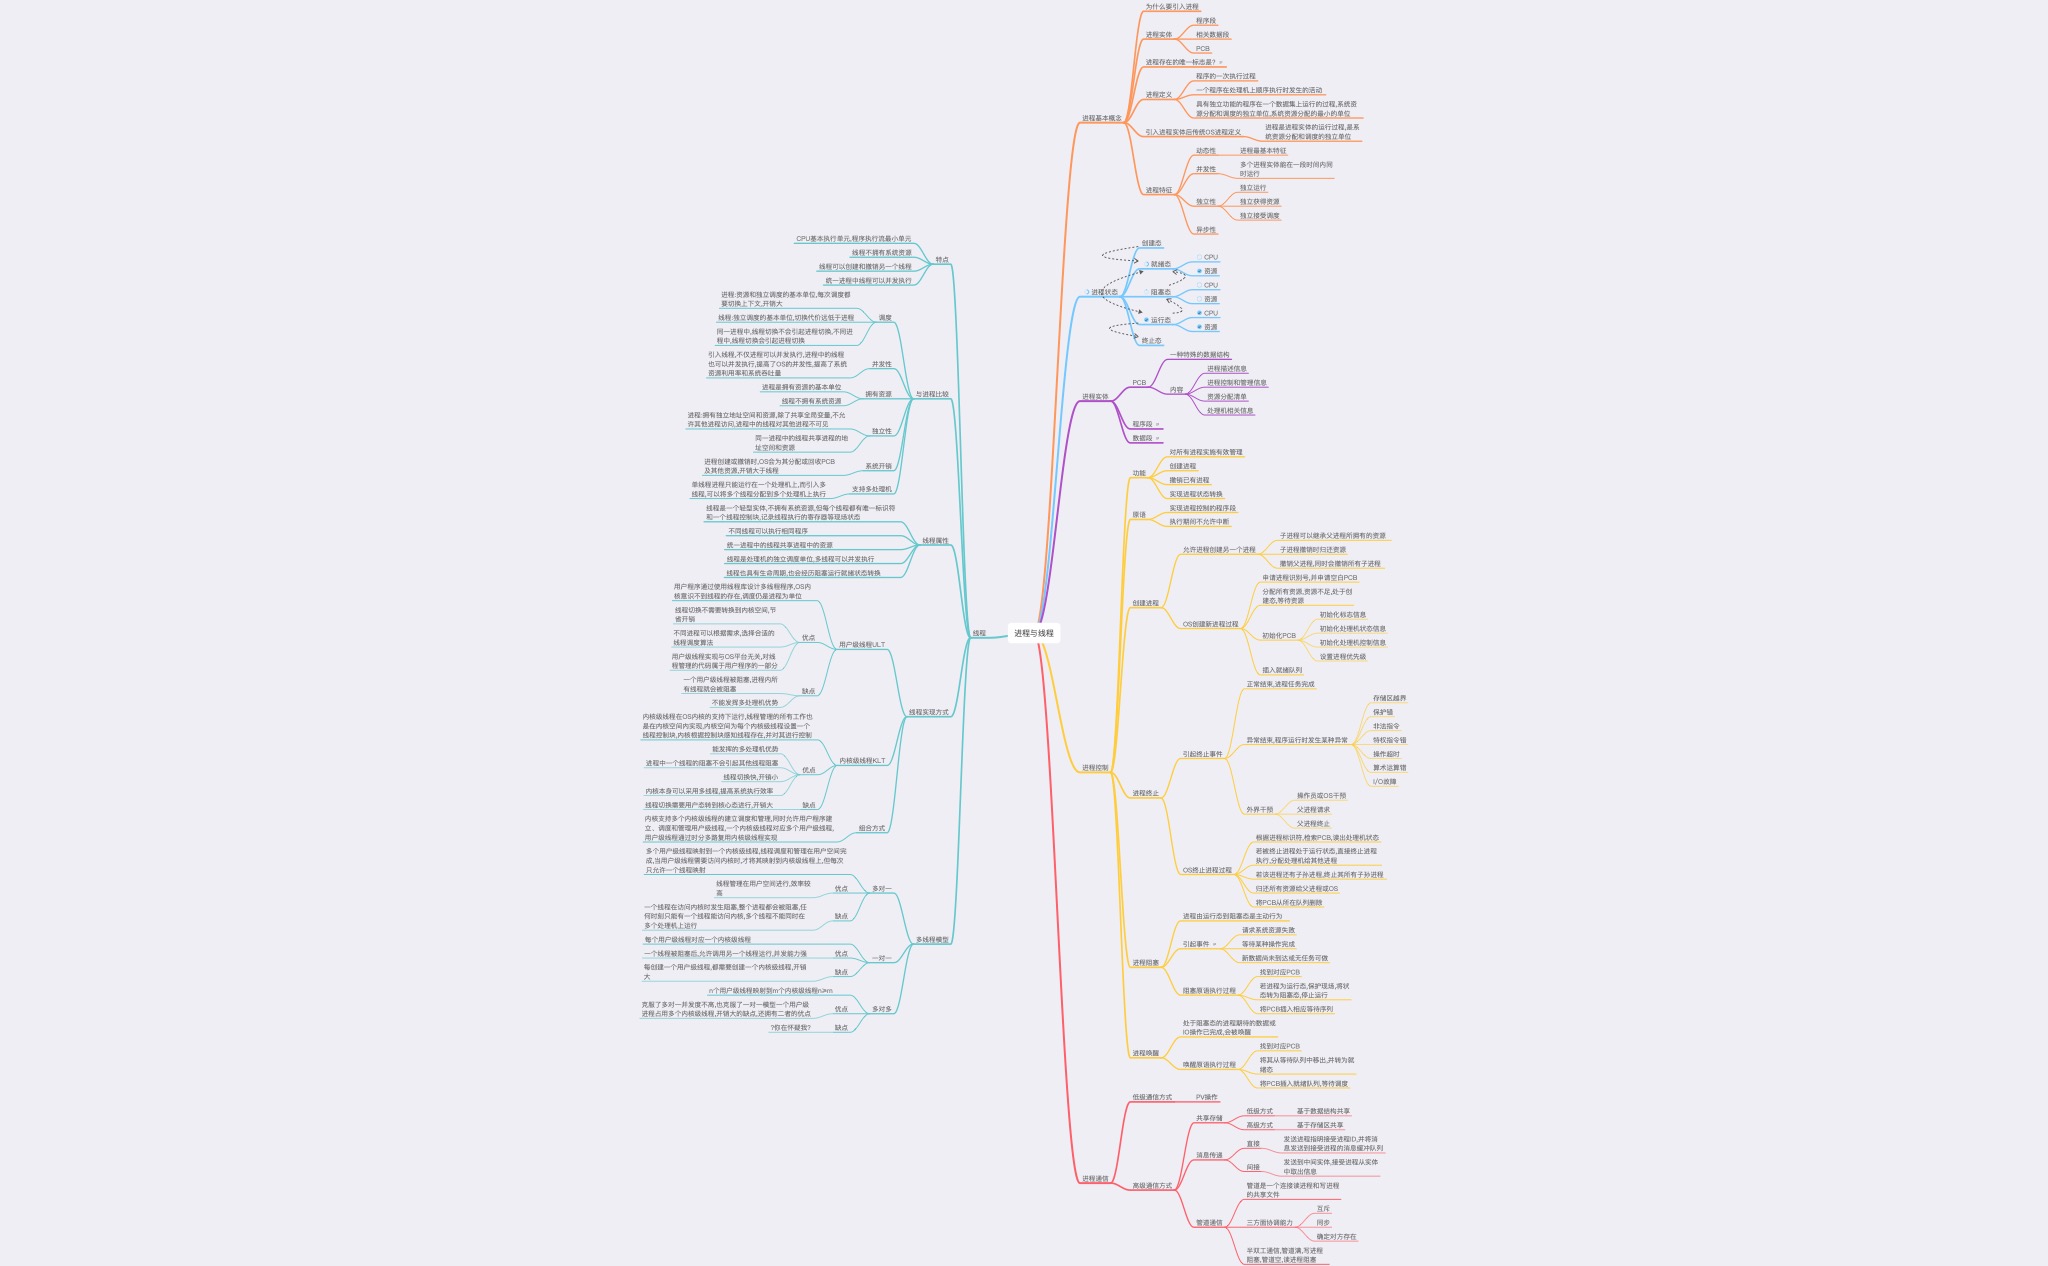 进程与线程
进程基本概念
为什么要引入进程
进程实体
程序段
相关数据段
PCB
进程存在的唯一标志是?
进程定义
程序的一次执行过程
一个程序在处理机上顺序执行时发生的活动
具有独立功能的程序在一个数据集上运行的过程,系统资
源分配和调度的独立单位,系统资源分配的最小的单位
引入进程实体后传统OS进程定义
进程是进程实体的运行过程,是系
统资源分配和调度的独立单位
进程特征
动态性
进程最基本特征
并发性
多个进程实体能在一段时间内同
时运行
独立性
独立运行
独立获得资源
独立接受调度
异步性
进程状态
创建态
就绪态
CPU
资源
阻塞态
CPU
资源
运行态
CPU
资源
终止态
进程实体
PCB
一种特殊的数据结构
内容
进程描述信息
进程控制和管理信息
资源分配清单
处理机相关信息
程序段
数据段
进程控制
功能
对所有进程实施有效管理
创建进程
撤销已有进程
实现进程状态转换
原语
实现进程控制的程序段
执行期间不允许中断
创建进程
允许进程创建另一个进程
子进程可以继承父进程所拥有的资源
子进程撤销时归还资源
撤销父进程,同时会撤销所有子进程
OS创建新进程过程
申请进程识别号,并申请空白PCB
分配所有资源,资源不足,处于创
建态,等待资源
初始化PCB
初始化标志信息
初始化处理机状态信息
初始化处理机控制信息
设置进程优先级
插入就绪队列
进程终止
引起终止事件
正常结束,进程任务完成
异常结束,程序运行时发生某种异常
存储区越界
保护错
非法指令
特权指令错
操作超时
算术运算错
I/O故障
外界干预
操作员或OS干预
父进程请求
父进程终止
OS终止进程过程
根据进程标识符,检索PCB,读出处理机状态
若被终止进程处于运行状态,直接终止进程
执行,分配处理机给其他进程
若该进程还有子孙进程,终止其所有子孙进程
归还所有资源给父进程或OS
将PCB从所在队列删除
进程阻塞
进程由运行态到阻塞态是主动行为
引起事件
请求系统资源失败
等待某种操作完成
新数据尚未到达或无任务可做
阻塞原语执行过程
找到对应PCB
若进程为运行态,保护现场,将状
态转为阻塞态,停止运行
将PCB插入相应等待序列
进程唤醒
处于阻塞态的进程期待的数据或
IO操作已完成,会被唤醒
唤醒原语执行过程
找到对应PCB
将其从等待队列中移出,并转为就
绪态
将PCB插入就绪队列,等待调度
进程通信
低级通信方式
PV操作
高级通信方式
共享存储
低级方式
基于数据结构共享
高级方式
基于存储区共享
消息传递
直接
发送进程指明接受进程ID,并将消
息发送到接受进程的消息缓冲队列
间接
发送到中间实体,接受进程从实体
中取出信息
管道通信
管道是一个连接读进程和写进程
的共享文件
三方面协调能力
互斥
同步
确定对方存在
半双工通信,管道满,写进程
阻塞,管道空,读进程阻塞
线程
特点
CPU基本执行单元,程序执行流最小单元
线程不拥有系统资源
线程可以创建和撤销另一个线程
统一进程中线程可以并发执行
与进程比较
调度
进程:资源和独立调度的基本单位,每次调度都
要切换上下文,开销大
线程:独立调度的基本单位,切换代价远低于进程
同一进程中,线程切换不会引起进程切换,不同进
程中,线程切换会引起进程切换
并发性
引入线程,不仅进程可以并发执行,进程中的线程
也可以并发执行,提高了OS的并发性,提高了系统
资源利用率和系统吞吐量
拥有资源
进程是拥有资源的基本单位
线程不拥有系统资源
独立性
进程:拥有独立地址空间和资源,除了共享全局变量,不允
许其他进程访问,进程中的线程对其他进程不可见
同一进程中的线程共享进程的地
址空间和资源
系统开销
进程创建或撤销时,OS会为其分配或回收PCB
及其他资源,开销大于线程
支持多处理机
单线程进程只能运行在一个处理机上,而引入多
线程,可以将多个线程分配到多个处理机上执行
线程属性
线程是一个轻型实体,不拥有系统资源,但每个线程都有唯一标识符
和一个线程控制块,记录线程执行的寄存器等现场状态
不同线程可以执行相同程序
统一进程中的线程共享进程中的资源
线程是处理机的独立调度单位,多线程可以并发执行
线程也具有生命周期,也会经历阻塞运行就绪状态转换
线程实现方式
用户级线程ULT
用户程序通过使用线程库设计多线程程序,OS内
核意识不到线程的存在,调度仍是进程为单位
优点
线程切换不需要转换到内核空间,节
省开销
不同进程可以根据需求,选择合适的
线程调度算法
用户级线程实现与OS平台无关,对线
程管理的代码属于用户程序的一部分
缺点
一个用户级线程被阻塞,进程内所
有线程就会被阻塞
不能发挥多处理机优势
内核级线程KLT
内核级线程在OS内核的支持下运行,线程管理的所有工作也
是在内核空间内实现,内核空间为每个内核级线程设置一个
线程控制块,内核根据控制块感知线程存在,并对其进行控制
优点
能发挥的多处理机优势
进程中一个线程的阻塞不会引起其他线程阻塞
线程切换快,开销小
内核本身可以采用多线程,提高系统执行效率
缺点
线程切换需要用户态转到核心态进行,开销大
组合方式
内核支持多个内核级线程的建立调度和管理,同时允许用户程序建
立、调度和管理用户级线程,一个内核级线程对应多个用户级线程,
用户级线程通过时分多路复用内核级线程实现
多线程模型
多对一
多个用户级线程映射到一个内核级线程,线程调度和管理在用户空间完
成,当用户级线程需要访问内核时,才将其映射到内核级线程上,但每次
只允许一个线程映射
优点
线程管理在用户空间进行,效率较
高
缺点
一个线程在访问内核时发生阻塞,整个进程都会被阻塞,任
何时刻只能有一个线程能访问内核,多个线程不能同时在
多个处理机上运行
一对一
每个用户级线程对应一个内核级线程
优点
一个线程被阻塞后,允许调用另一个线程运行,并发能力强
缺点
每创建一个用户级线程,都需要创建一个内核级线程,开销
大
多对多
n个用户级线程映射到m个内核级线程n≥m
优点
克服了多对一并发度不高,也克服了一对一模型一个用户级
进程占用多个内核级线程,开销大的缺点,还拥有二者的优点
缺点
?你在怀疑我?